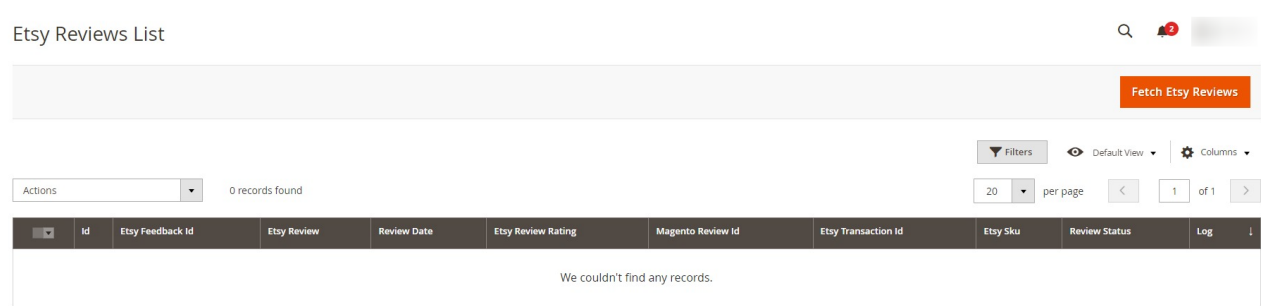 Etsy Reviews List
2
Fetch Etsy Reviews
Filters Default View Columns
Actions 0 records found 20 per page 1 of 1
Id Etsy Feedback Id Etsy Review Review Date Etsy Review Rating Magento Review Id Etsy Transaction Id Etsy Sku Review Status Log ↓
We couldn't find any records.